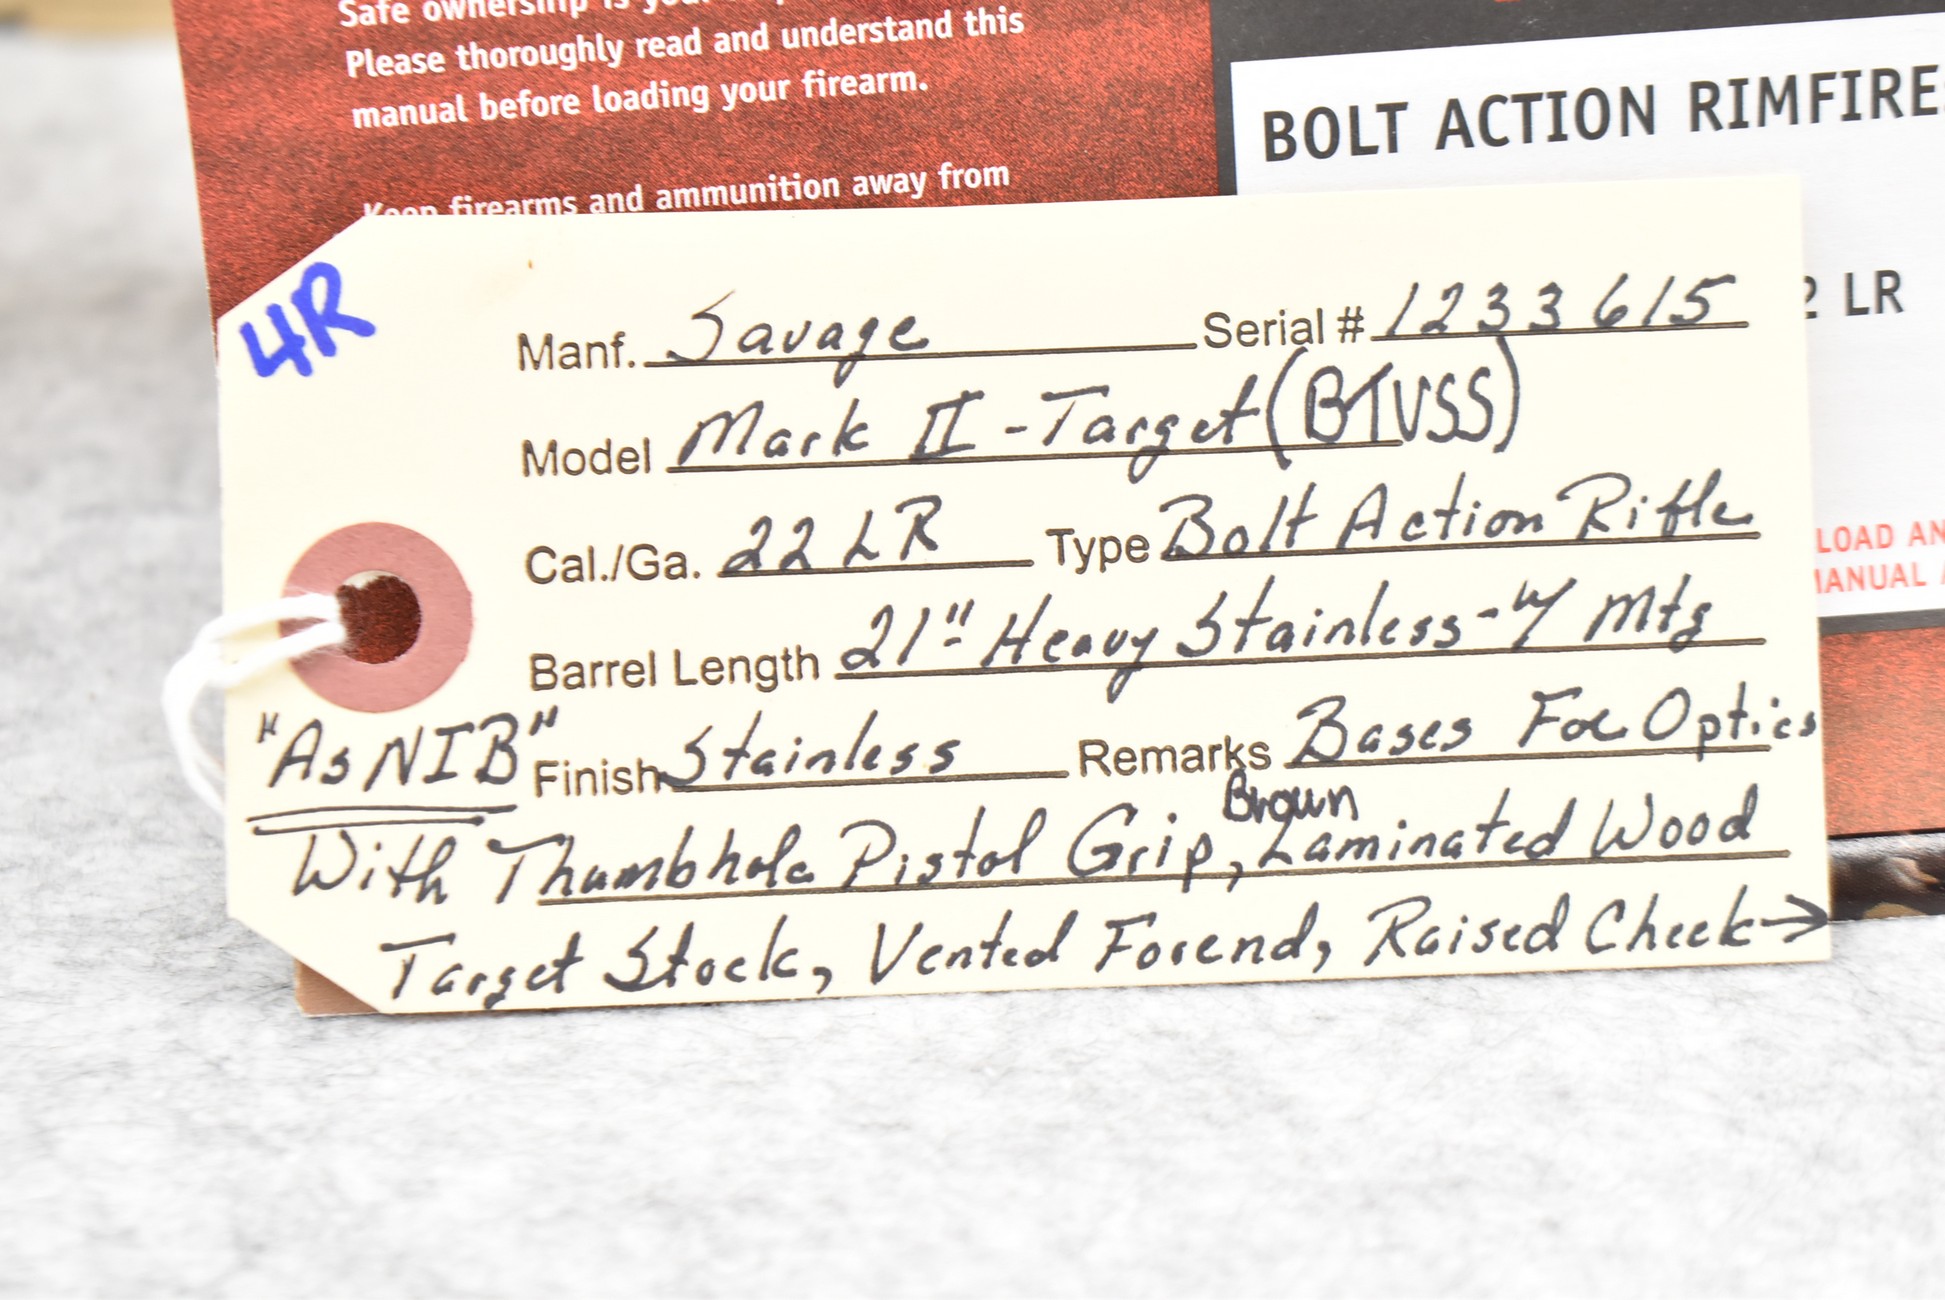 Safe ownership is
Please thoroughly read and understand this
manual before loading your firearm.
Keep firearms and ammunition away from
BOLT ACTION RIMFIRE
2 LR
LOAD AN
MANUAL
4R
Manf. Savage Serial # 1233615
Model Mark II - Target (BTVSS)
Cal./Ga. 22 LR Type Bolt Action Rifle
Barrel Length 21" Heavy Stainless - w/ Mtg
"As NIB" Finish Stainless Remarks Bases For Optics
With Thumbhole Pistol Grip, Brown Laminated Wood
Target Stock, Vented Forend, Raised Cheek →